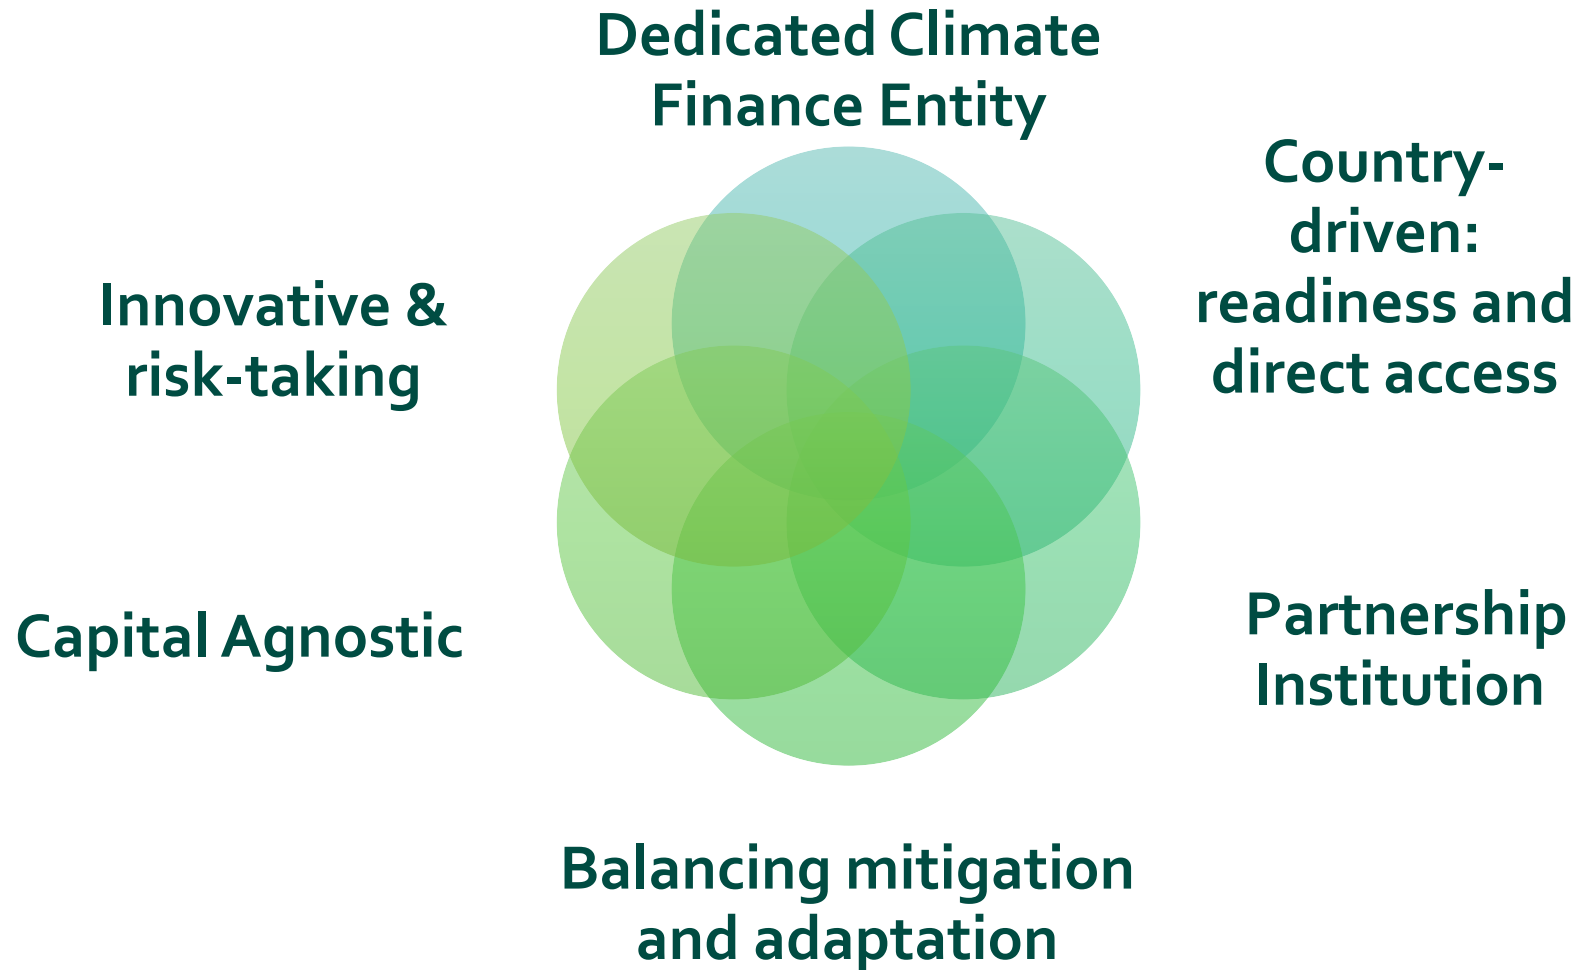 Dedicated Climate
Finance Entity
Country-
driven:
readiness and
direct access
Innovative &
risk-taking
Capital Agnostic
Partnership
Institution
Balancing mitigation
and adaptation